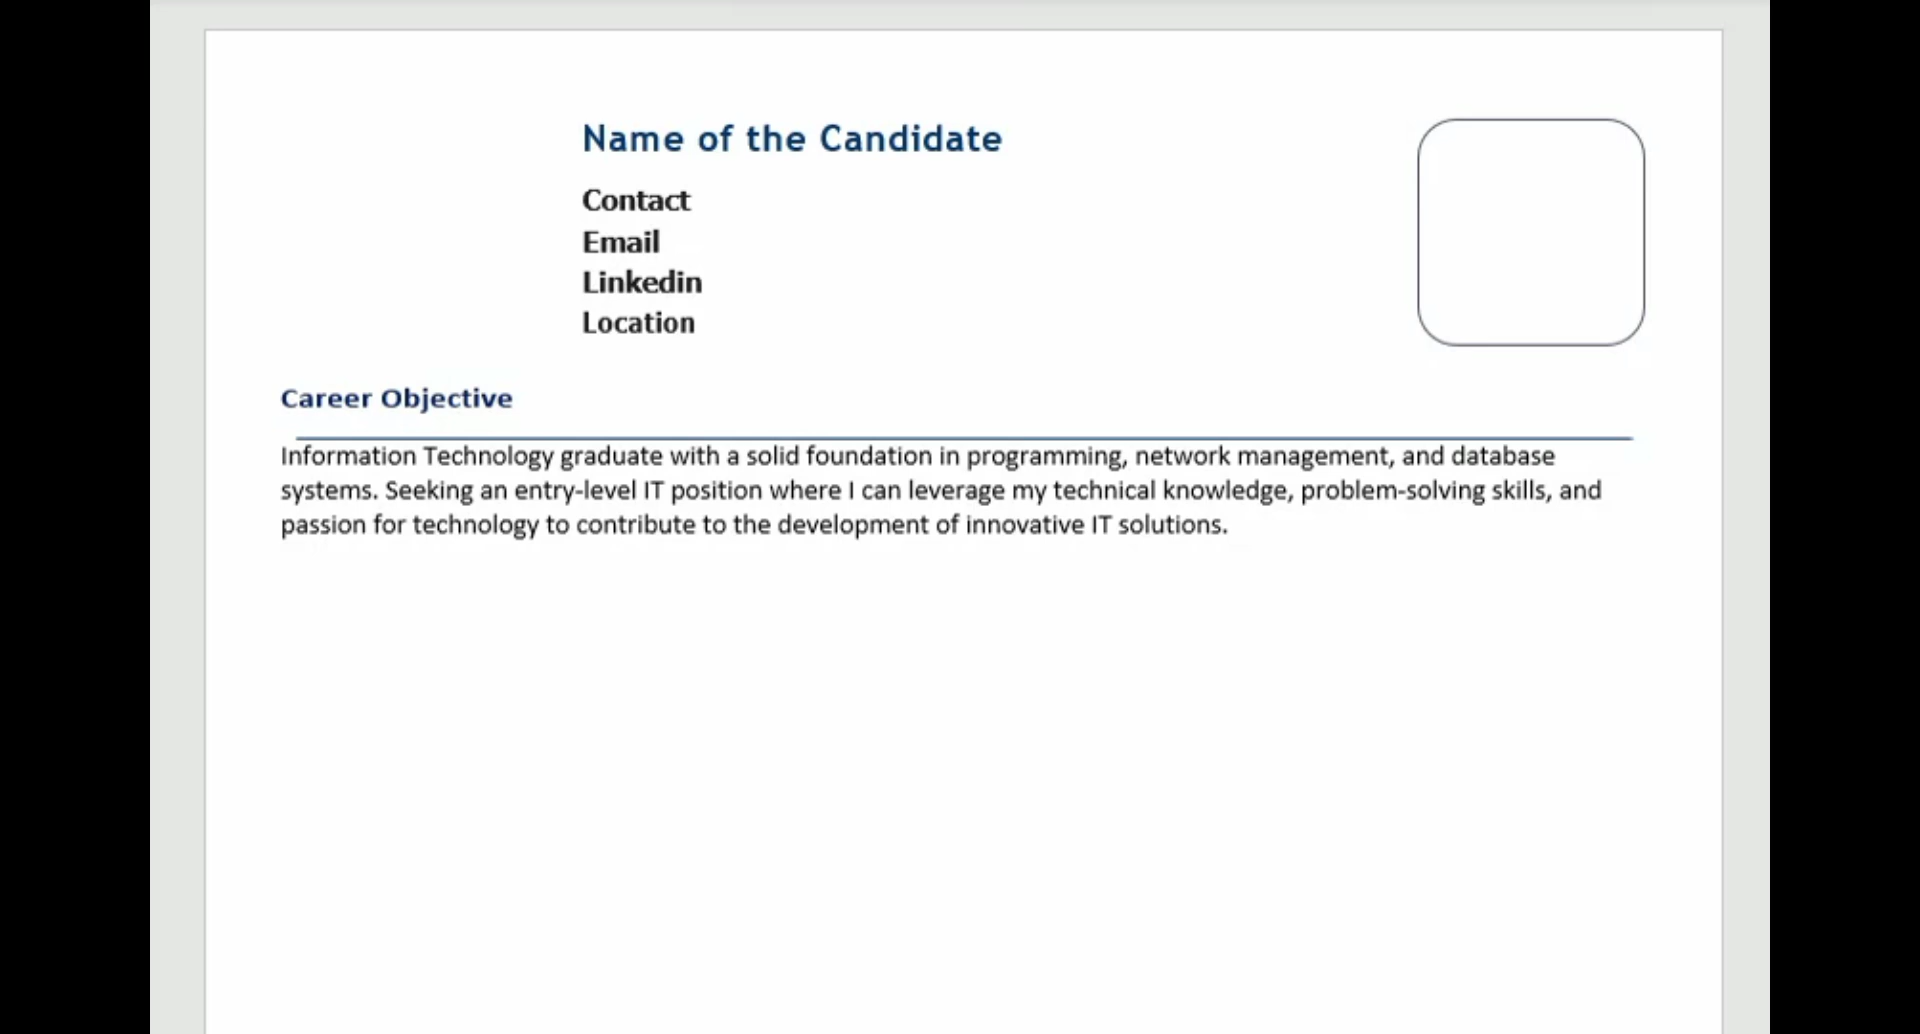 Name of the Candidate
Contact
Email
Linkedin
Location
Career Objective
Information Technology graduate with a solid foundation in programming, network management, and database
systems. Seeking an entry-level IT position where I can leverage my technical knowledge, problem-solving skills, and
passion for technology to contribute to the development of innovative IT solutions.